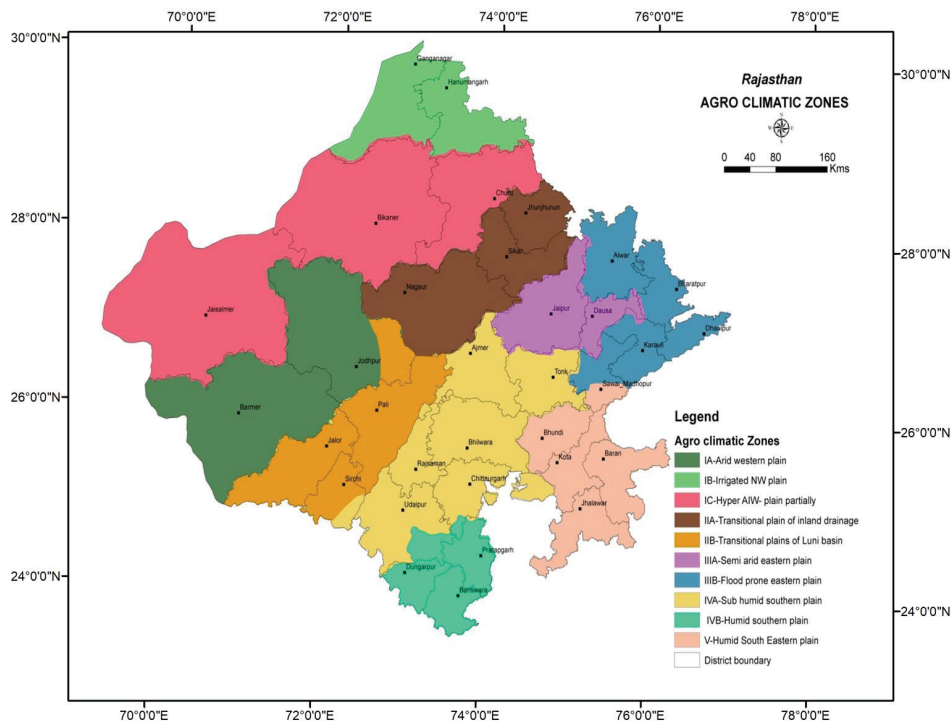 70°0'0"E 72°0'0"E 74°0'0"E 76°0'0"E 78°0'0"E
30°0'0"N
30°0'0"N
28°0'0"N
28°0'0"N
26°0'0"N
26°0'0"N
24°0'0"N
24°0'0"N
70°0'0"E 72°0'0"E 74°0'0"E 76°0'0"E 78°0'0"E
Rajasthan
AGRO CLIMATIC ZONES
N
W E
S
0 40 80 160
Kms
Ganganagar
Hanumangarh
Churu
Jhunjhunun
Bikaner
Sikar
Alwar
Nagaur
Bharatpur
Jaisalmer
Jaipur
Dausa
Dhaulpur
Karauli
Ajmer
Jodhpur
Tonk
Sawai_Madhopur
Barmer
Pali
Jalor
Bhilwara
Bhundi
Kota
Baran
Rajsaman
Sirohi
Chittaurgarh
Udaipur
Jhalawar
Pratapgarh
Dungarpur
Banswara
Legend
Agro climatic Zones
IA-Arid western plain
IB-Irrigated NW plain
IC-Hyper AIW- plain partially
IIA-Transitional plain of inland drainage
IIB-Transitional plains of Luni basin
IIIA-Semi arid eastern plain
IIIB-Flood prone eastern plain
IVA-Sub humid southern plain
IVB-Humid southern plain
V-Humid South Eastern plain
District boundary